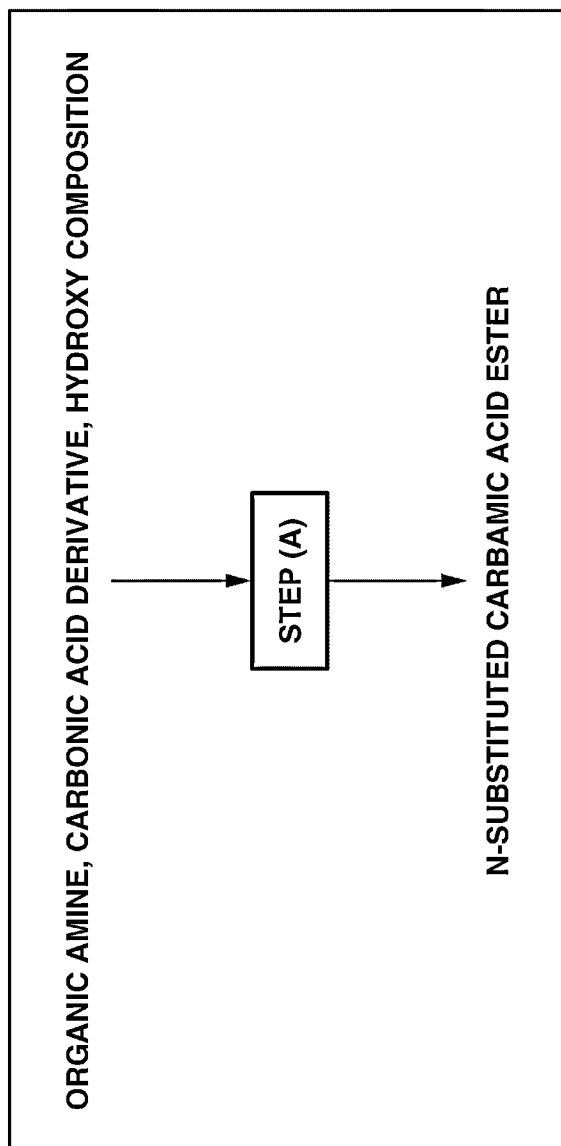 ORGANIC AMINE, CARBONIC ACID DERIVATIVE, HYDROXY COMPOSITION
STEP (A)
N-SUBSTITUTED CARBAMIC ACID ESTER